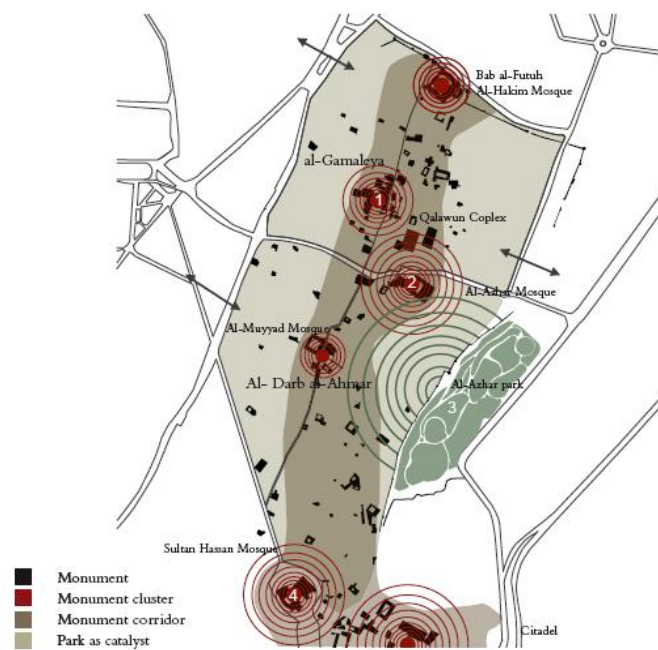 Bab al-Futuh
Al-Hakim Mosque
al-Gamaleya
1
Qalawun Coplex
2
Al-Azhar Mosque
Al-Muyyad Mosque
Al- Darb al-Ahmar
Al-Azhar park
3
Sultan Hassan Mosque
4
Citadel
Monument
Monument cluster
Monument corridor
Park as catalyst